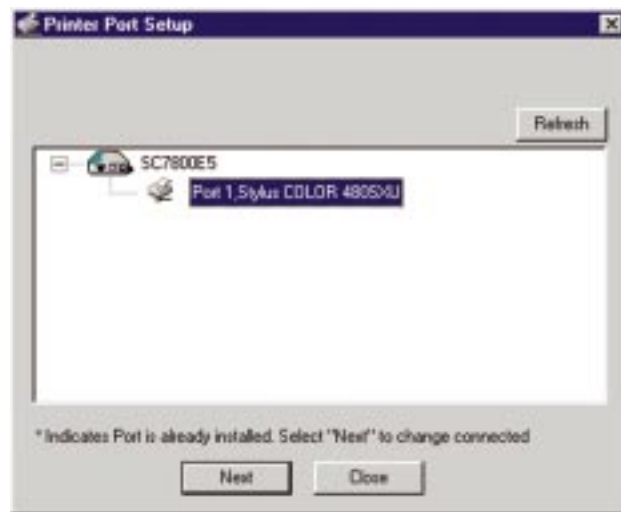 Printer Port Setup
Refresh
SC7800E5
Port 1,Stylus COLOR 480SXU
* Indicates Port is already installed. Select "Next" to change connected
Next
Close